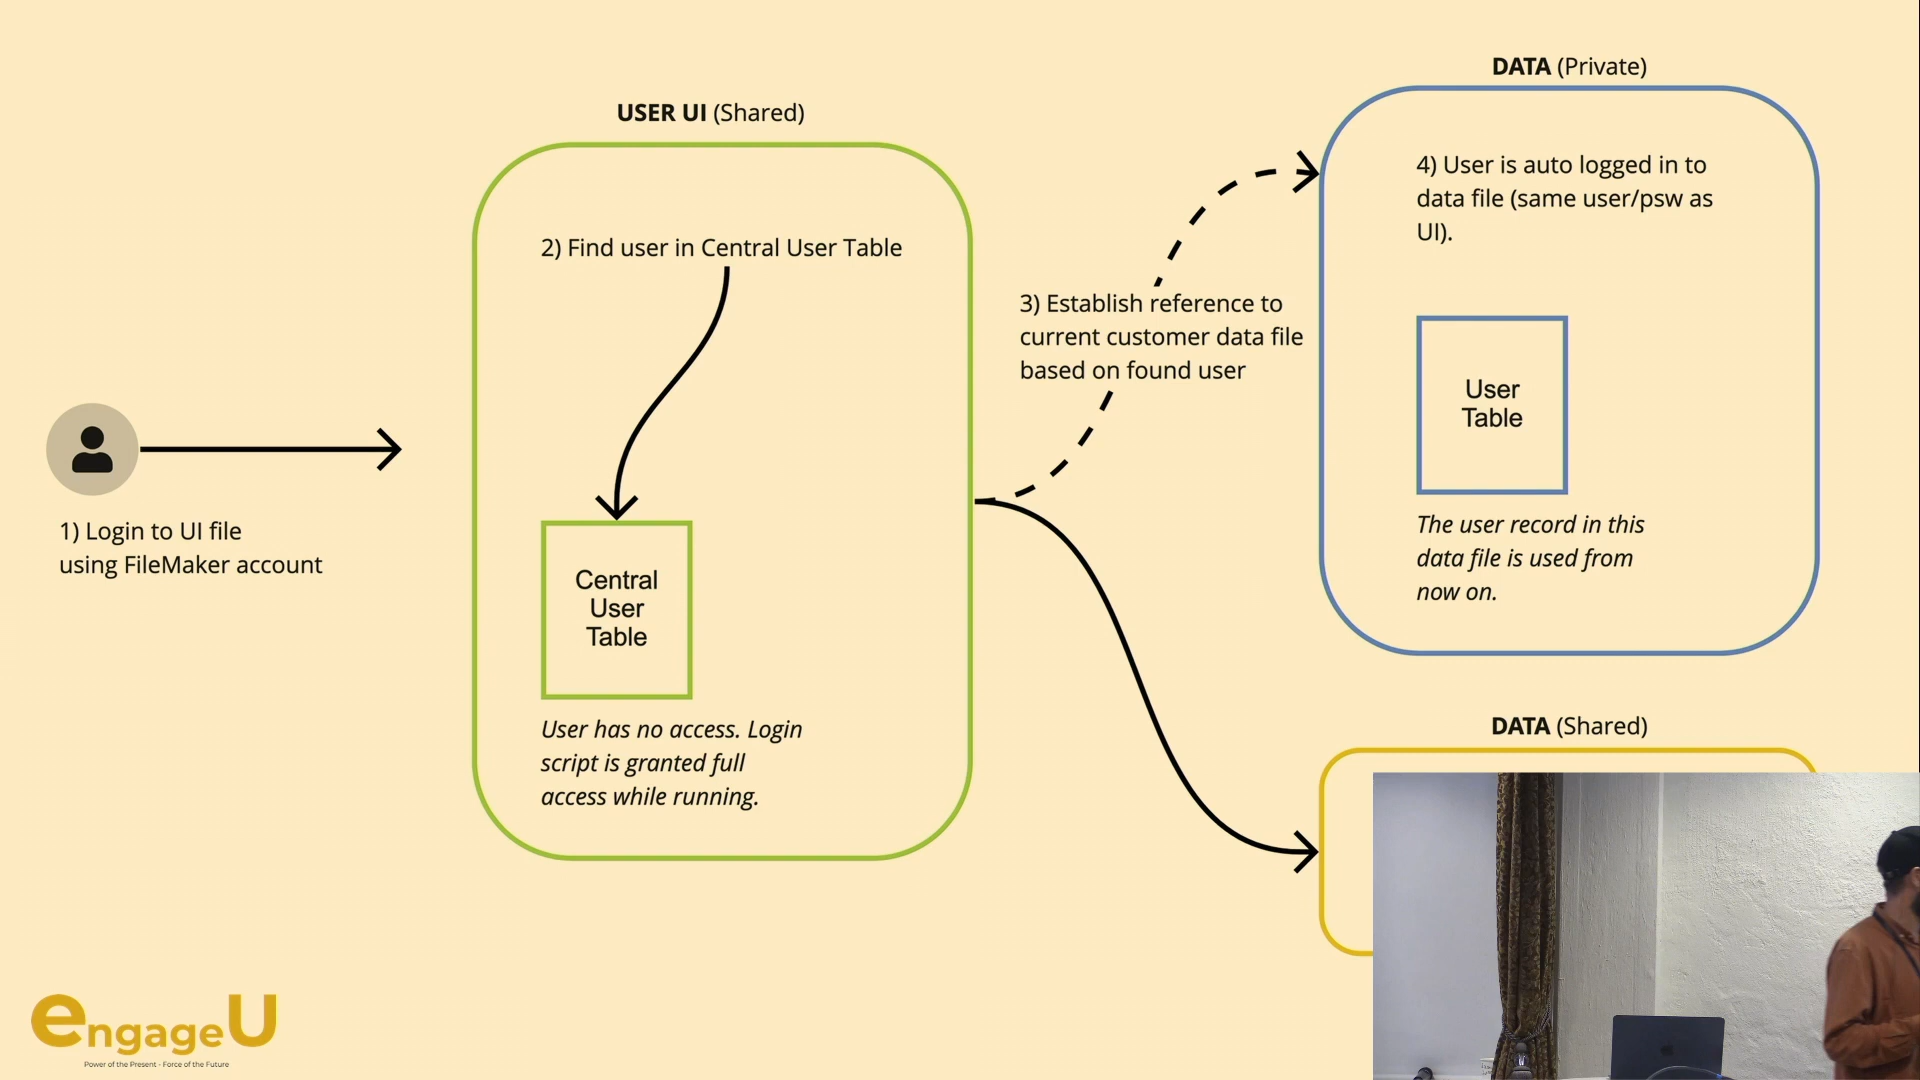 DATA (Private)
USER UI (Shared)
4) User is auto logged in to
data file (same user/psw as
UI).
2) Find user in Central User Table
3) Establish reference to
current customer data file
based on found user
User
Table
1) Login to UI file
using FileMaker account
The user record in this
data file is used from
now on.
Central
User
Table
User has no access. Login
script is granted full
access while running.
DATA (Shared)
engageU
Power of the Present - Force of the Future